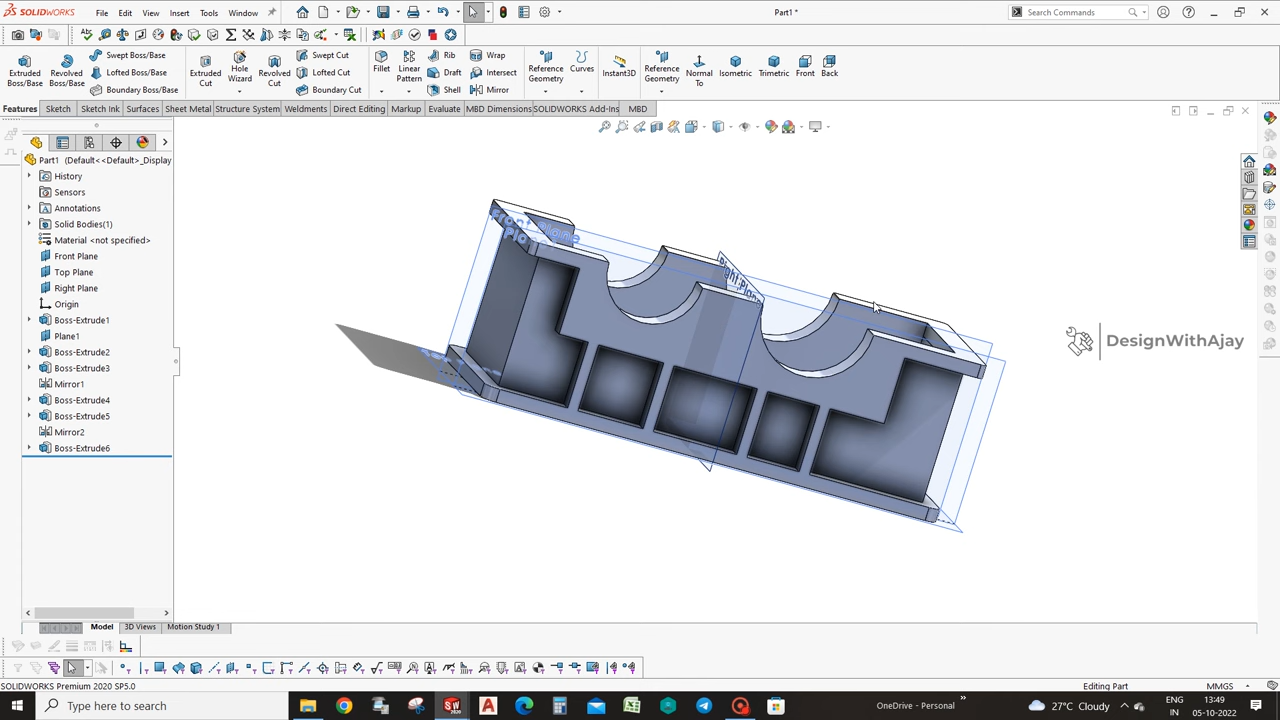 SOLIDWORKS
File
Edit
View
Insert
Tools
Window
Part1 *
Search Commands
Extruded Boss/Base
Revolved Boss/Base
Swept Boss/Base
Lofted Boss/Base
Boundary Boss/Base
Extruded Cut
Hole Wizard
Revolved Cut
Swept Cut
Lofted Cut
Boundary Cut
Fillet
Linear Pattern
Rib
Draft
Shell
Wrap
Intersect
Mirror
Reference Geometry
Curves
Instant3D
Reference Geometry
Normal To
Isometric
Trimetric
Front
Back
Features
Sketch
Sketch Ink
Surfaces
Sheet Metal
Structure System
Weldments
Direct Editing
Markup
Evaluate
MBD Dimensions
SOLIDWORKS Add-Ins
MBD
Part1 (Default<<Default>_Display
History
Sensors
Annotations
Solid Bodies(1)
Material <not specified>
Front Plane
Top Plane
Right Plane
Origin
Boss-Extrude1
Plane1
Boss-Extrude2
Boss-Extrude3
Mirror1
Boss-Extrude4
Boss-Extrude5
Mirror2
Boss-Extrude6
Front Plane
Right Plane
DesignWithAjay
Model
3D Views
Motion Study 1
SOLIDWORKS Premium 2020 SP5.0
Editing Part
MMGS
Type here to search
OneDrive - Personal
27°C Cloudy
ENG
IN
13:49
05-10-2022